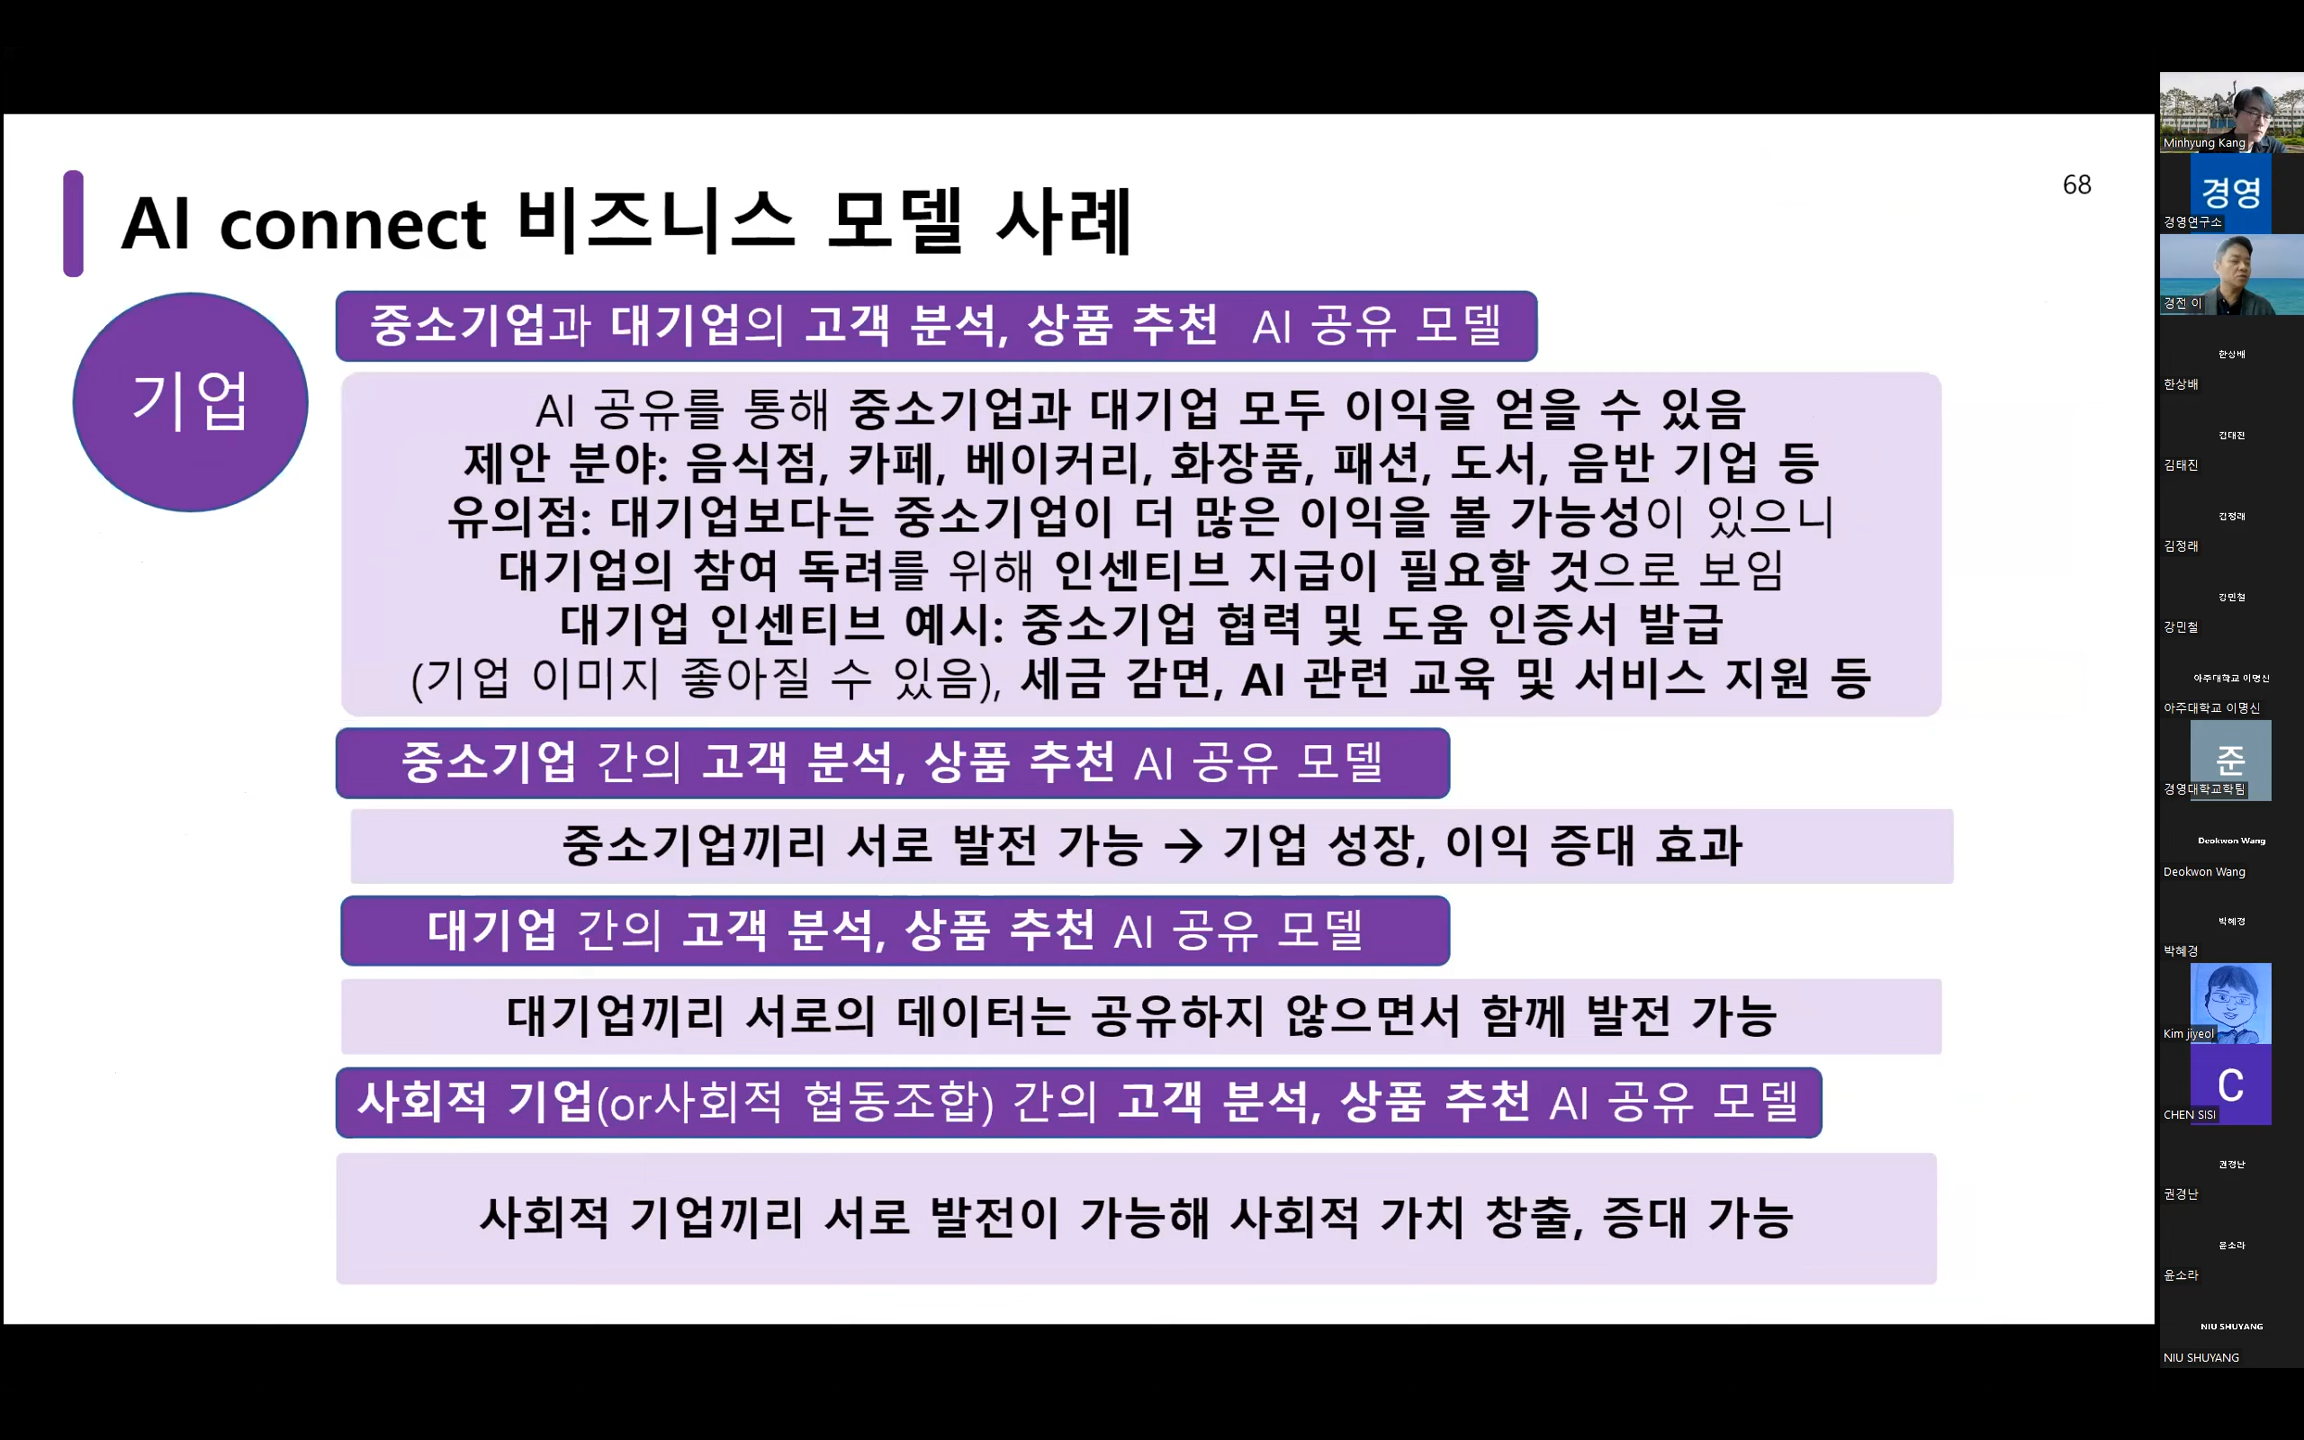 AI connect 비즈니스 모델 사례
68
기업
중소기업과 대기업의 고객 분석, 상품 추천 AI 공유 모델
AI 공유를 통해 중소기업과 대기업 모두 이익을 얻을 수 있음
제안 분야: 음식점, 카페, 베이커리, 화장품, 패션, 도서, 음반 기업 등
유의점: 대기업보다는 중소기업이 더 많은 이익을 볼 가능성이 있으니
대기업의 참여 독려를 위해 인센티브 지급이 필요할 것으로 보임
대기업 인센티브 예시: 중소기업 협력 및 도움 인증서 발급
(기업 이미지 좋아질 수 있음), 세금 감면, AI 관련 교육 및 서비스 지원 등
중소기업 간의 고객 분석, 상품 추천 AI 공유 모델
중소기업끼리 서로 발전 가능 → 기업 성장, 이익 증대 효과
대기업 간의 고객 분석, 상품 추천 AI 공유 모델
대기업끼리 서로의 데이터는 공유하지 않으면서 함께 발전 가능
사회적 기업(or사회적 협동조합) 간의 고객 분석, 상품 추천 AI 공유 모델
사회적 기업끼리 서로 발전이 가능해 사회적 가치 창출, 증대 가능
Minhyung Kang
경영
경영연구소
경전 이
한상배
한상배
김태진
김태진
김정래
김정래
강민철
강민철
아주대학교 이명신
아주대학교 이명신
준
경영대학교학팀
Deokwon Wang
Deokwon Wang
박혜경
박혜경
Kim jiyeol
C
CHEN SISI
권경난
권경난
윤소라
윤소라
NIU SHUYANG
NIU SHUYANG